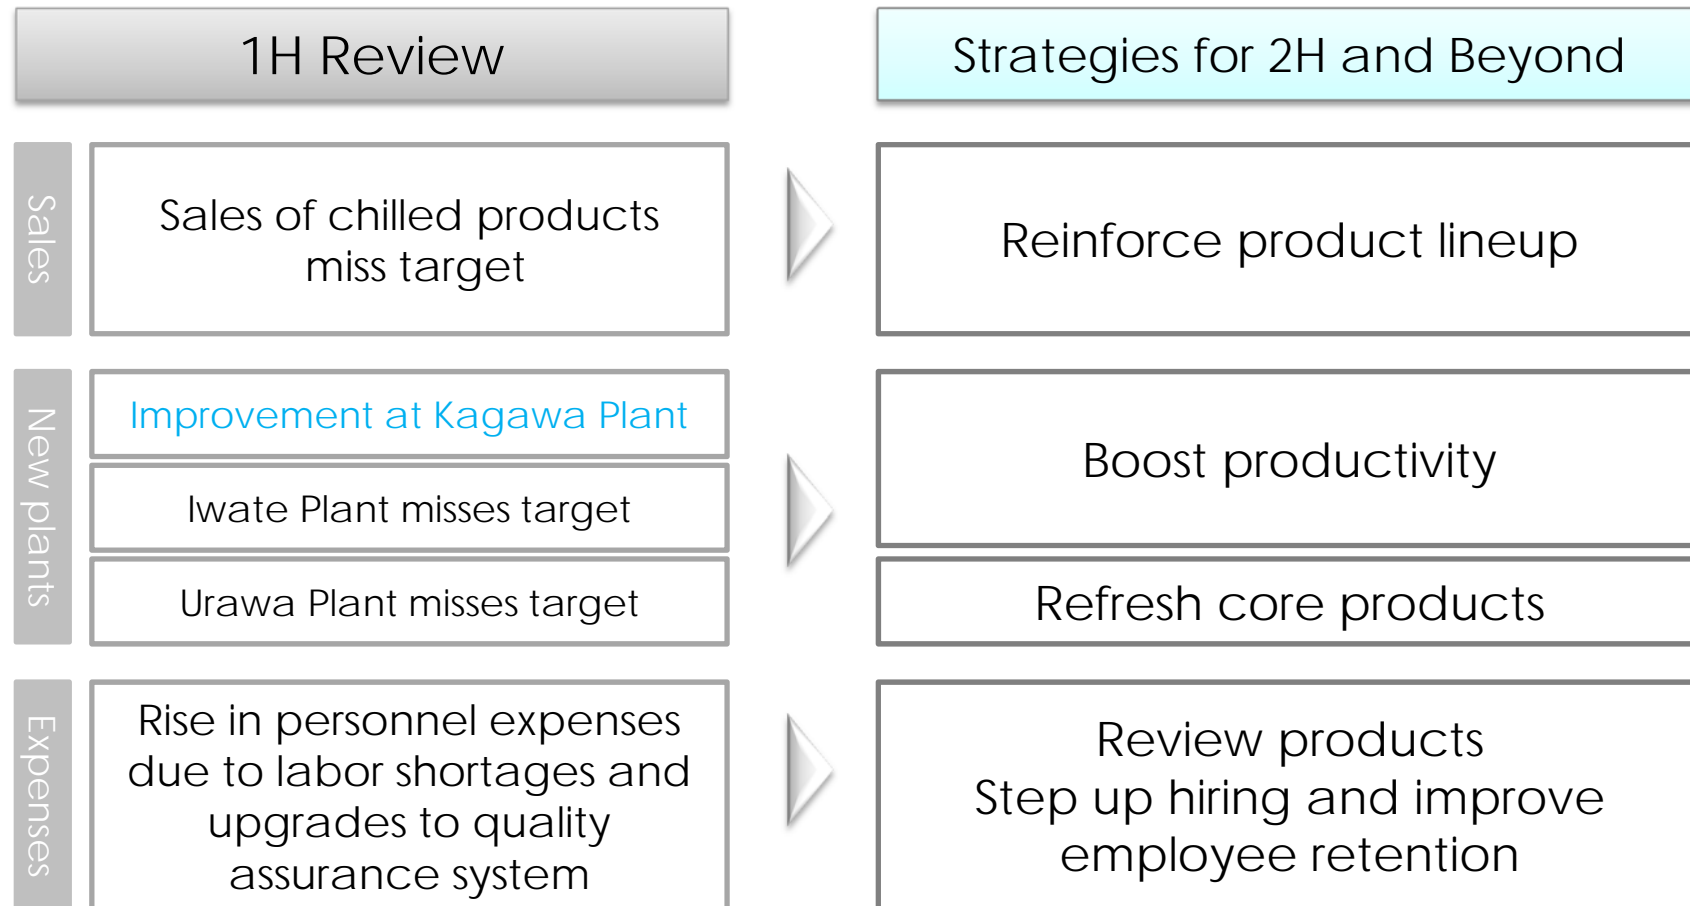 1H Review
Strategies for 2H and Beyond
Sales
Sales of chilled products
miss target
Reinforce product lineup
New plants
Improvement at Kagawa Plant
Iwate Plant misses target
Urawa Plant misses target
Boost productivity
Refresh core products
Expenses
Rise in personnel expenses
due to labor shortages and
upgrades to quality
assurance system
Review products
Step up hiring and improve
employee retention